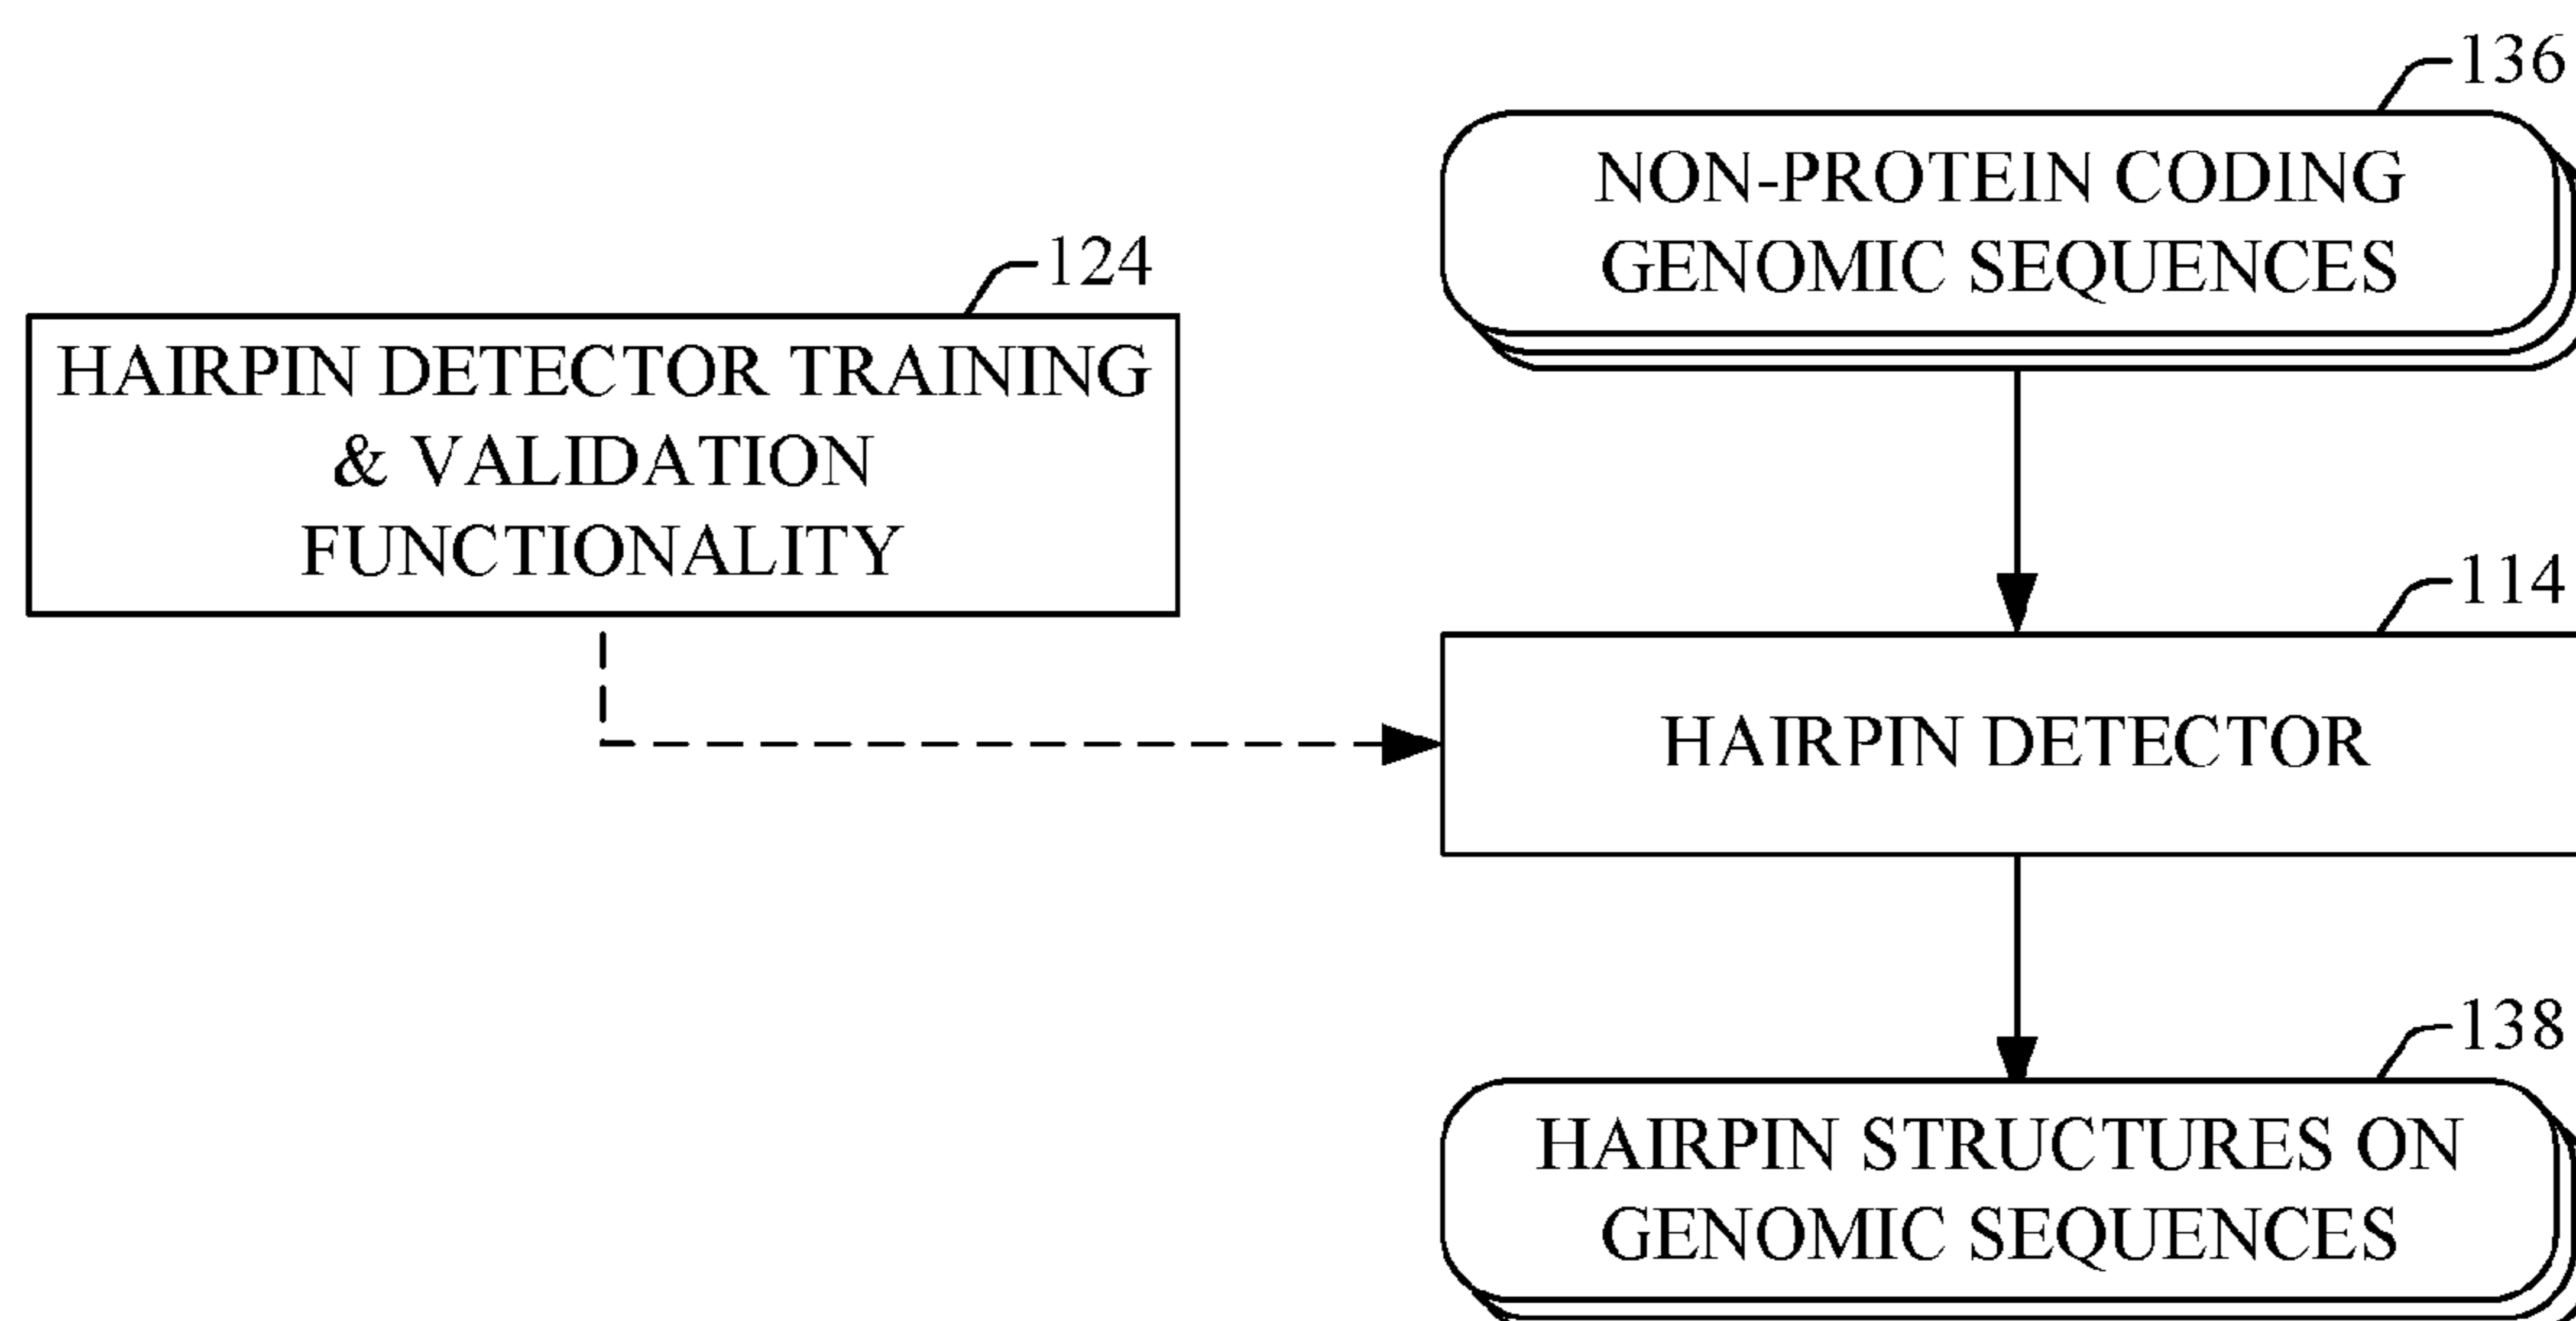 136
NON-PROTEIN CODING
GENOMIC SEQUENCES
124
HAIRPIN DETECTOR TRAINING
& VALIDATION
FUNCTIONALITY
114
HAIRPIN DETECTOR
138
HAIRPIN STRUCTURES ON
GENOMIC SEQUENCES